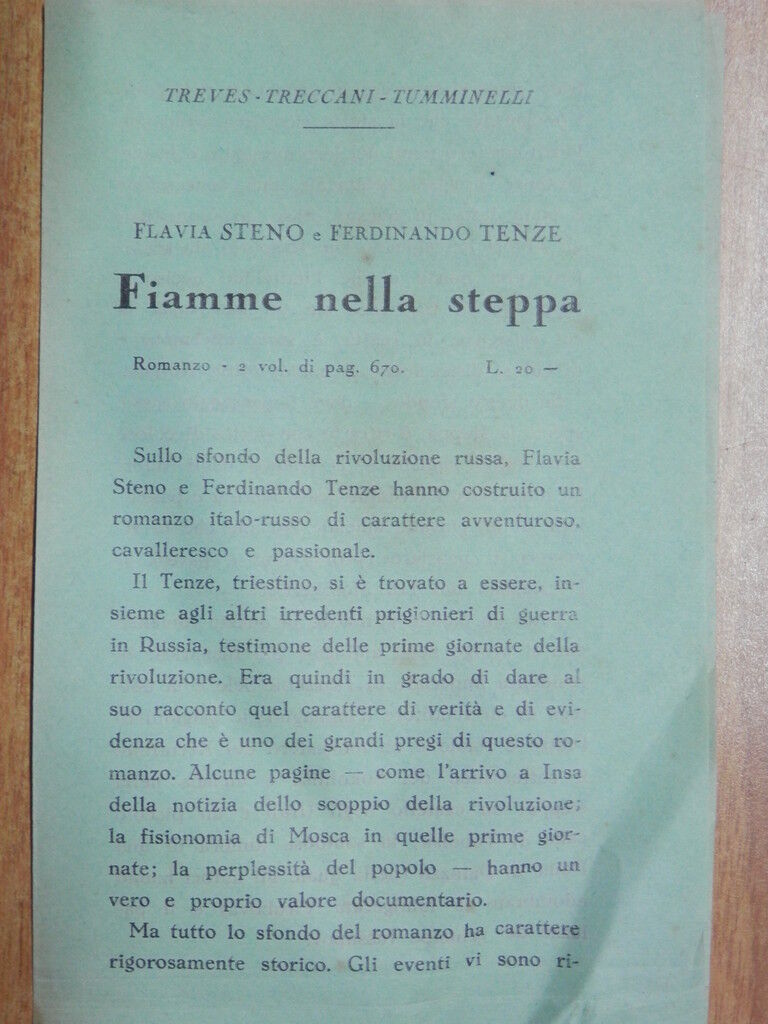 TREVES - TRECCANI - TUMMINELLI
FLAVIA STENO e FERDINANDO TENZE
Fiamme nella steppa
Romanzo - 2 vol. di pag. 670. L. 20 —
Sullo sfondo della rivoluzione russa, Flavia
Steno e Ferdinando Tenze hanno costruito un
romanzo italo-russo di carattere avventuroso,
cavalleresco e passionale.
Il Tenze, triestino, si è trovato a essere, in-
sieme agli altri irredenti prigionieri di guerra
in Russia, testimone delle prime giornate della
rivoluzione. Era quindi in grado di dare al
suo racconto quel carattere di verità e di evi-
denza che è uno dei grandi pregi di questo ro-
manzo. Alcune pagine — come l'arrivo a Insa
della notizia dello scoppio della rivoluzione;
la fisionomia di Mosca in quelle prime gior-
nate; la perplessità del popolo — hanno un
vero e proprio valore documentario.
Ma tutto lo sfondo del romanzo ha carattere
rigorosamente storico. Gli eventi vi sono ri-